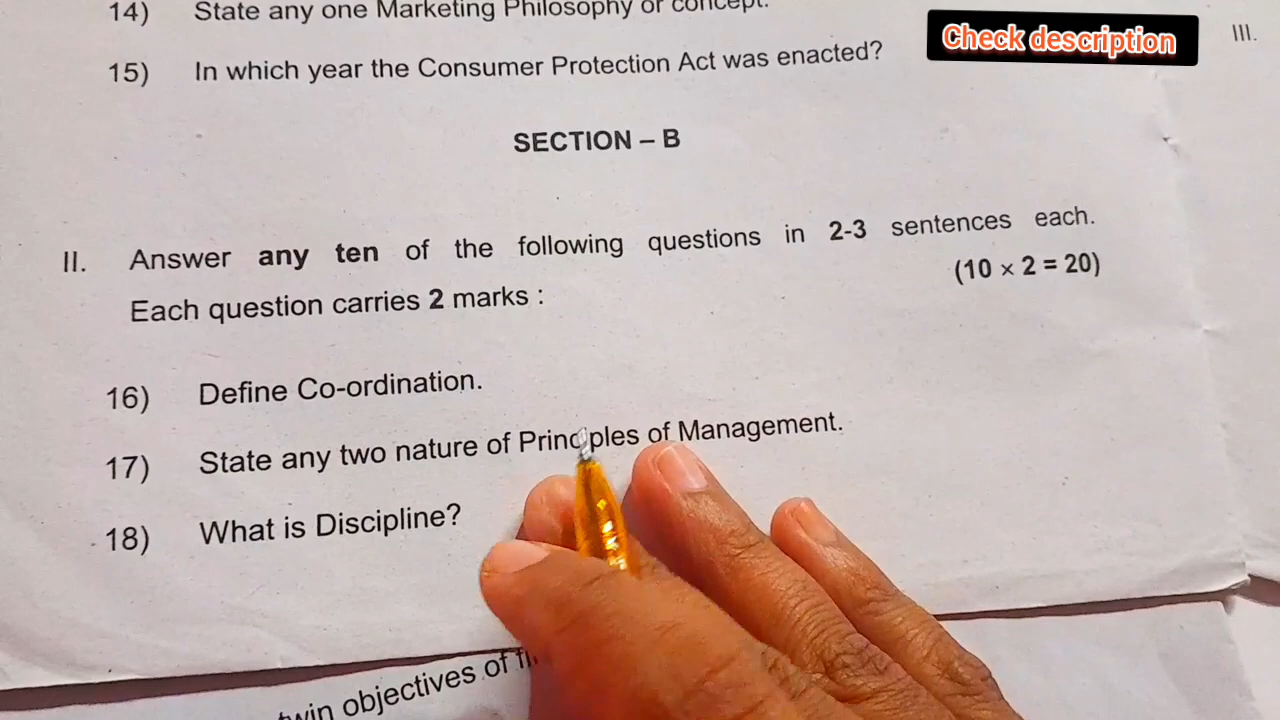 14) State any one Marketing Philosophy or concept.
Check description
III.
15) In which year the Consumer Protection Act was enacted?
SECTION – B
II. Answer any ten of the following questions in 2-3 sentences each.
Each question carries 2 marks : (10 × 2 = 20)
16) Define Co-ordination.
17) State any two nature of Principles of Management.
18) What is Discipline?
twin objectives of